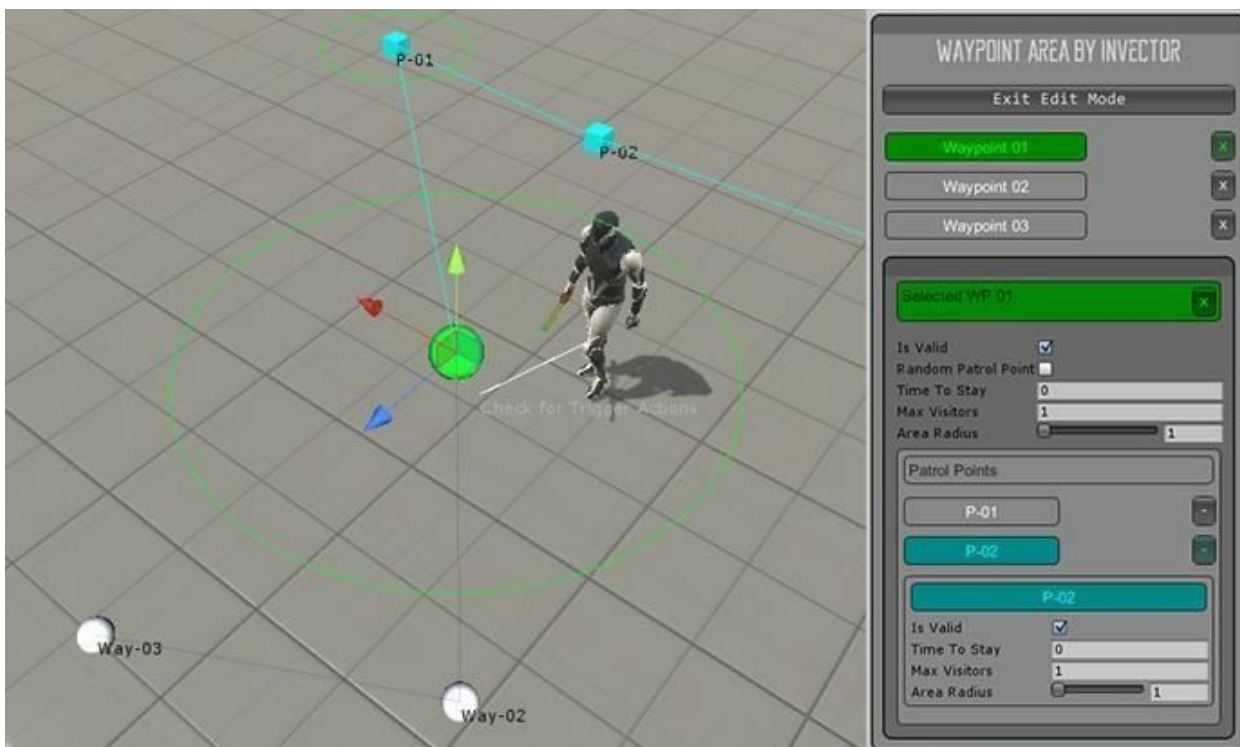 P-01
P-02
Check for Trigger Actions
Way-03
Way-02
WAYPOINT AREA BY INVECTOR
Exit Edit Mode
Waypoint 01 X
Waypoint 02 X
Waypoint 03 X
Selected WP 01 X
Is Valid
Random Patrol Point
Time To Stay 0
Max Visitors 1
Area Radius 1
Patrol Points
P-01 -
P-02 -
P-02
Is Valid
Time To Stay 0
Max Visitors 1
Area Radius 1